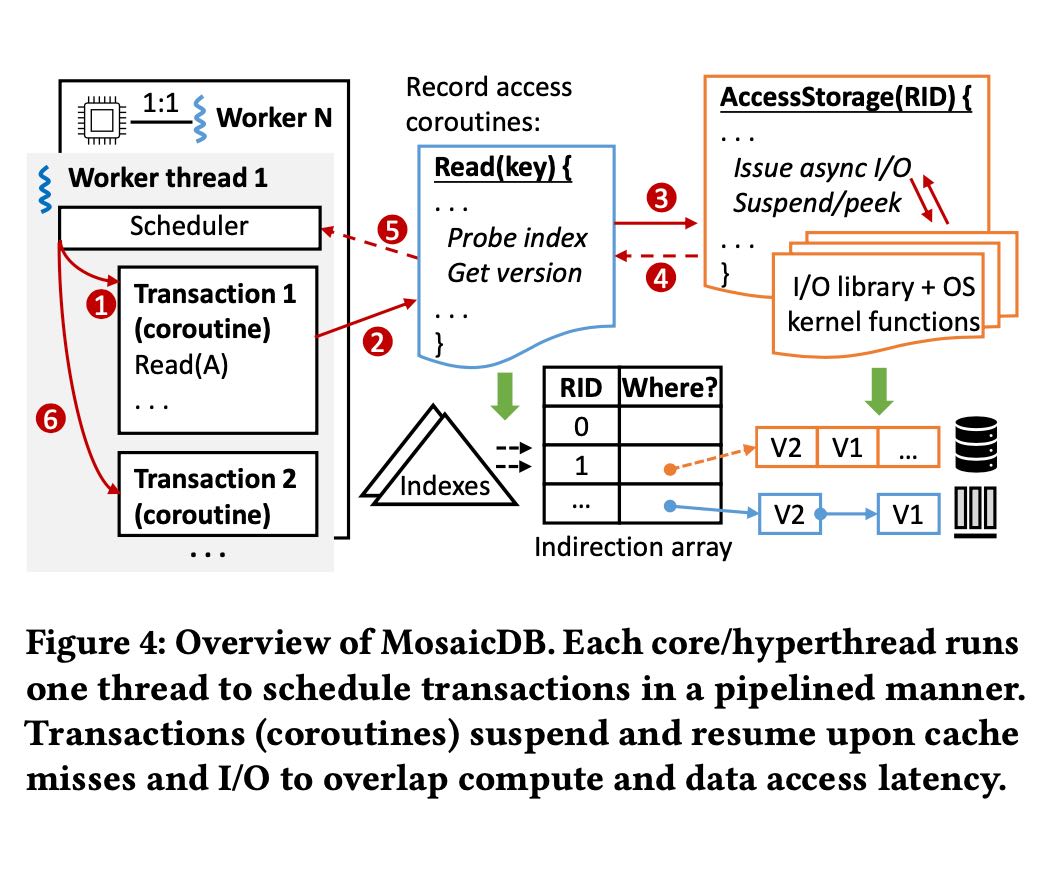 1:1
Worker N
Worker thread 1
Scheduler
1
Transaction 1
(coroutine)
Read(A)
. . .
6
Transaction 2
(coroutine)
. . .
Record access
coroutines:
Read(key) {
. . .
Probe index
Get version
. . .
}
2
5
3
4
AccessStorage(RID) {
. . .
Issue async I/O
Suspend/peek
. . .
}
I/O library + OS
kernel functions
Indexes
RID Where?
0
1
...
Indirection array
V2 V1 ...
V2 V1
Figure 4: Overview of MosaicDB. Each core/hyperthread runs
one thread to schedule transactions in a pipelined manner.
Transactions (coroutines) suspend and resume upon cache
misses and I/O to overlap compute and data access latency.